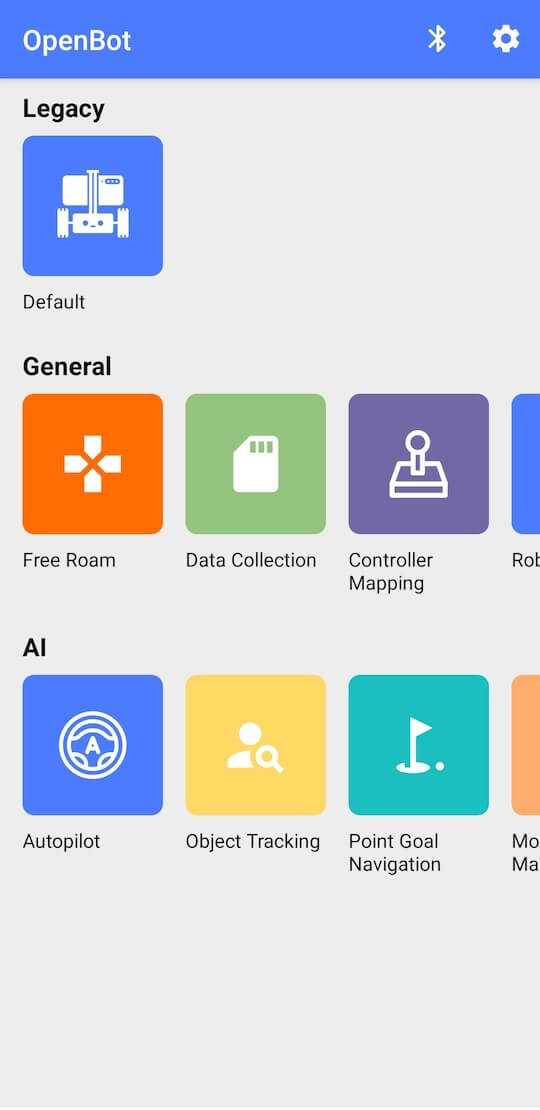 OpenBot
Legacy
Default
General
Free Roam
Data Collection
Controller
Mapping
Rob
AI
A
Autopilot
Object Tracking
Point Goal
Navigation
Mo
Ma